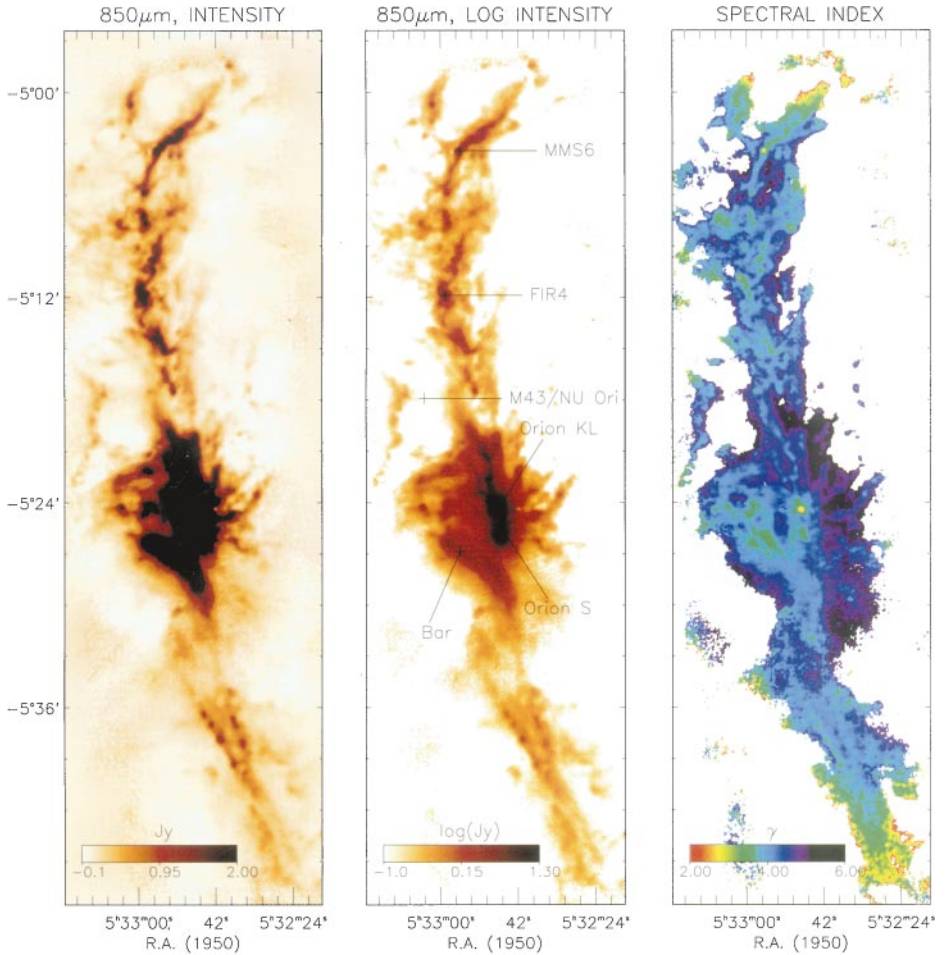 850μm, INTENSITY
850μm, LOG INTENSITY
SPECTRAL INDEX
−5°00'
−5°12'
−5°24'
−5°36'
MMS6
FIR4
M43/NU Ori
Orion KL
Orion S
Bar
Jy
−0.1 0.95 2.00
log(Jy)
−1.0 0.15 1.30
γ
2.00 4.00 6.00
5ʰ33ᵐ00ˢ 42ˢ 5ʰ32ᵐ24ˢ
R.A. (1950)
5ʰ33ᵐ00ˢ 42ˢ 5ʰ32ᵐ24ˢ
R.A. (1950)
5ʰ33ᵐ00ˢ 42ˢ 5ʰ32ᵐ24ˢ
R.A. (1950)